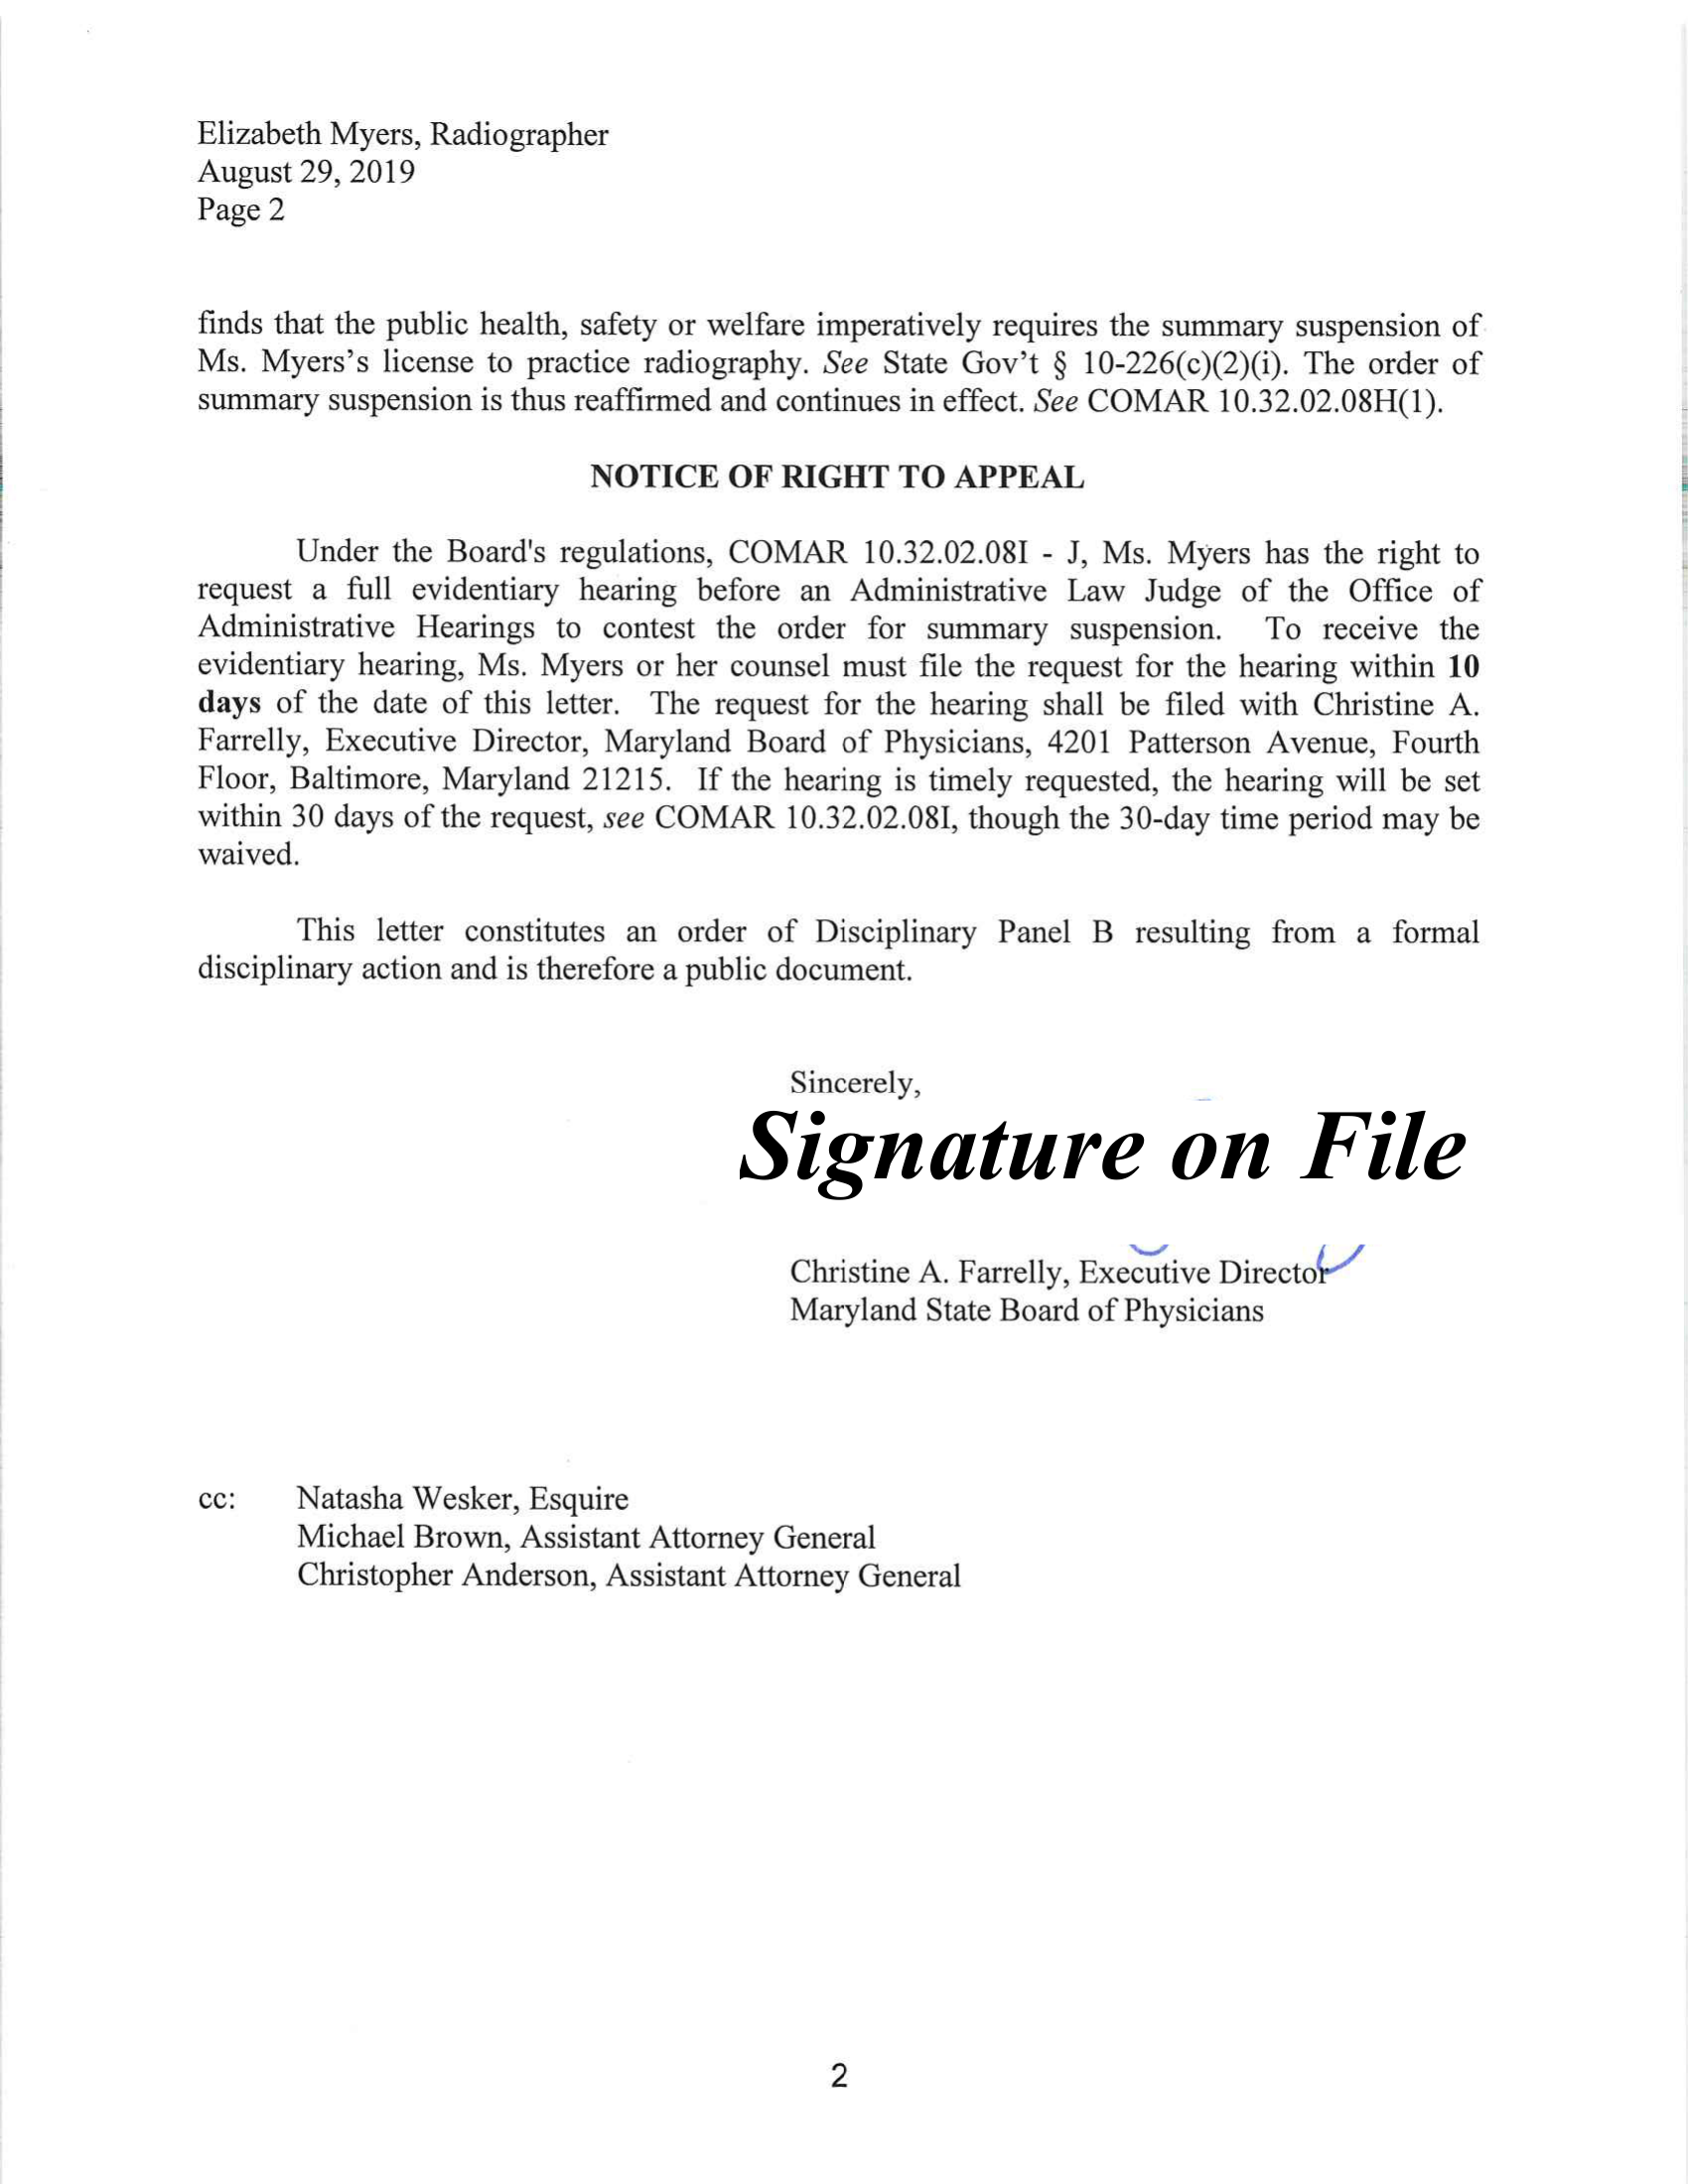 Elizabeth Myers, Radiographer
August 29, 2019
Page 2
finds that the public health, safety or welfare imperatively requires the summary suspension of
Ms. Myers’s license to practice radiography. See State Gov’t § 10-226(c)(2)(i). The order of
summary suspension is thus reaffirmed and continues in effect. See COMAR 10.32.02.08H(1).
NOTICE OF RIGHT TO APPEAL
Under the Board's regulations, COMAR 10.32.02.08I - J, Ms. Myers has the right to
request a full evidentiary hearing before an Administrative Law Judge of the Office of
Administrative Hearings to contest the order for summary suspension. To receive the
evidentiary hearing, Ms. Myers or her counsel must file the request for the hearing within 10
days of the date of this letter. The request for the hearing shall be filed with Christine A.
Farrelly, Executive Director, Maryland Board of Physicians, 4201 Patterson Avenue, Fourth
Floor, Baltimore, Maryland 21215. If the hearing is timely requested, the hearing will be set
within 30 days of the request, see COMAR 10.32.02.08I, though the 30-day time period may be
waived.
This letter constitutes an order of Disciplinary Panel B resulting from a formal
disciplinary action and is therefore a public document.
Sincerely,
Signature on File
Christine A. Farrelly, Executive Director
Maryland State Board of Physicians
cc: Natasha Wesker, Esquire
Michael Brown, Assistant Attorney General
Christopher Anderson, Assistant Attorney General
2